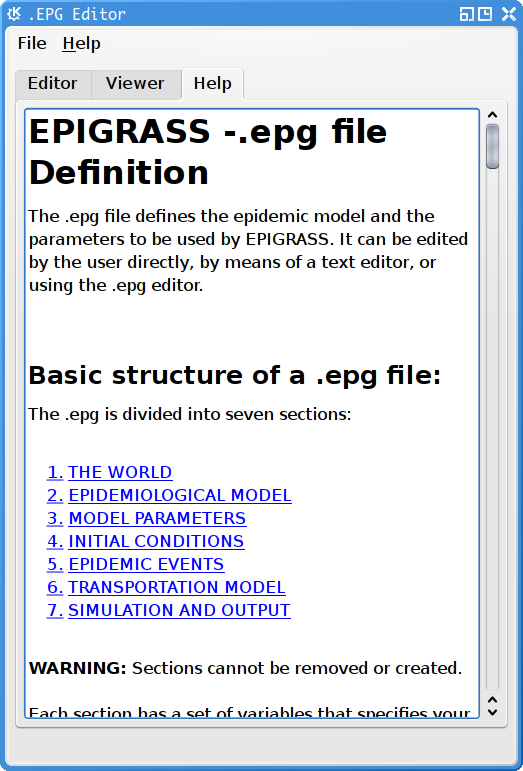 .EPG Editor
File Help
Editor Viewer Help
EPIGRASS -.epg file
Definition
The .epg file defines the epidemic model and the
parameters to be used by EPIGRASS. It can be edited
by the user directly, by means of a text editor, or
using the .epg editor.
Basic structure of a .epg file:
The .epg is divided into seven sections:
1. THE WORLD
2. EPIDEMIOLOGICAL MODEL
3. MODEL PARAMETERS
4. INITIAL CONDITIONS
5. EPIDEMIC EVENTS
6. TRANSPORTATION MODEL
7. SIMULATION AND OUTPUT
WARNING: Sections cannot be removed or created.
Each section has a set of variables that specifies your